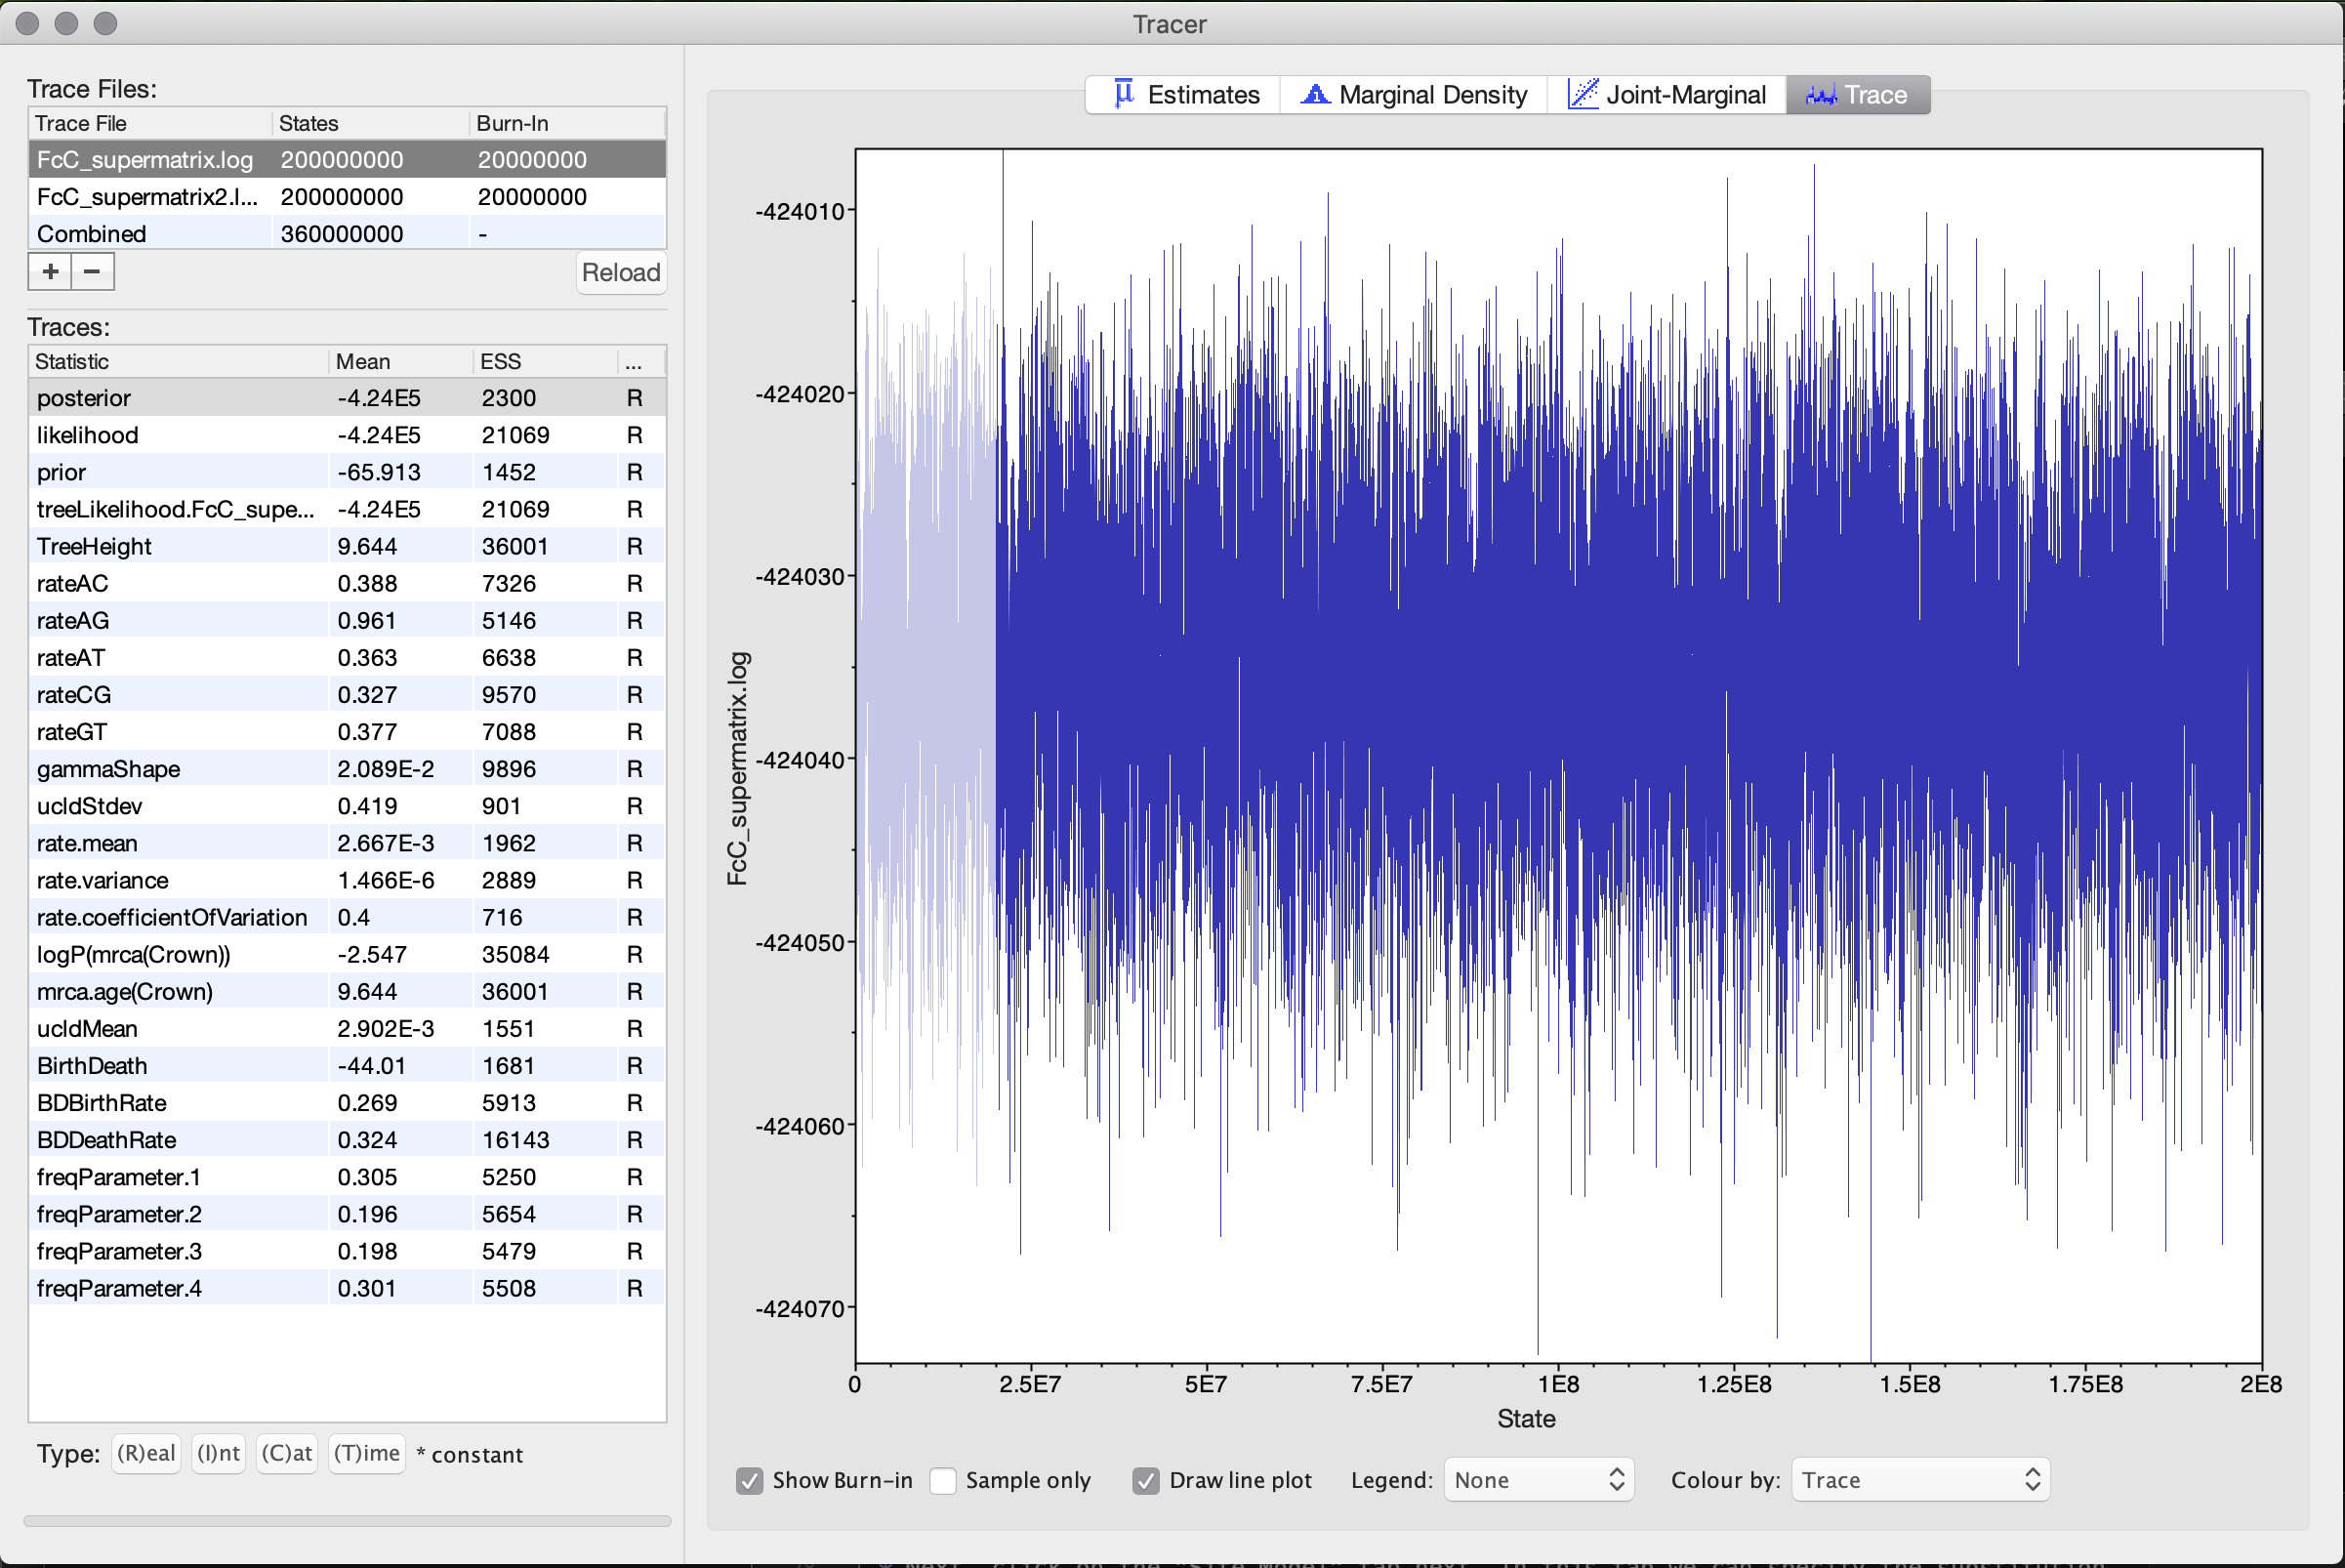 Tracer
Trace Files:
Trace File States Burn-In
FcC_supermatrix.log 200000000 20000000
FcC_supermatrix2.l... 200000000 20000000
Combined 360000000 -
+ −
Reload
Traces:
Statistic Mean ESS ...
posterior -4.24E5 2300 R
likelihood -4.24E5 21069 R
prior -65.913 1452 R
treeLikelihood.FcC_supe... -4.24E5 21069 R
TreeHeight 9.644 36001 R
rateAC 0.388 7326 R
rateAG 0.961 5146 R
rateAT 0.363 6638 R
rateCG 0.327 9570 R
rateGT 0.377 7088 R
gammaShape 2.089E-2 9896 R
ucldStdev 0.419 901 R
rate.mean 2.667E-3 1962 R
rate.variance 1.466E-6 2889 R
rate.coefficientOfVariation 0.4 716 R
logP(mrca(Crown)) -2.547 35084 R
mrca.age(Crown) 9.644 36001 R
ucldMean 2.902E-3 1551 R
BirthDeath -44.01 1681 R
BDBirthRate 0.269 5913 R
BDDeathRate 0.324 16143 R
freqParameter.1 0.305 5250 R
freqParameter.2 0.196 5654 R
freqParameter.3 0.198 5479 R
freqParameter.4 0.301 5508 R
Type: (R)eal (I)nt (C)at (T)ime * constant
Estimates Marginal Density Joint-Marginal Trace
-424010
-424020
-424030
-424040
-424050
-424060
-424070
FcC_supermatrix.log
0 2.5E7 5E7 7.5E7 1E8 1.25E8 1.5E8 1.75E8 2E8
State
Show Burn-in Sample only Draw line plot Legend: None Colour by: Trace